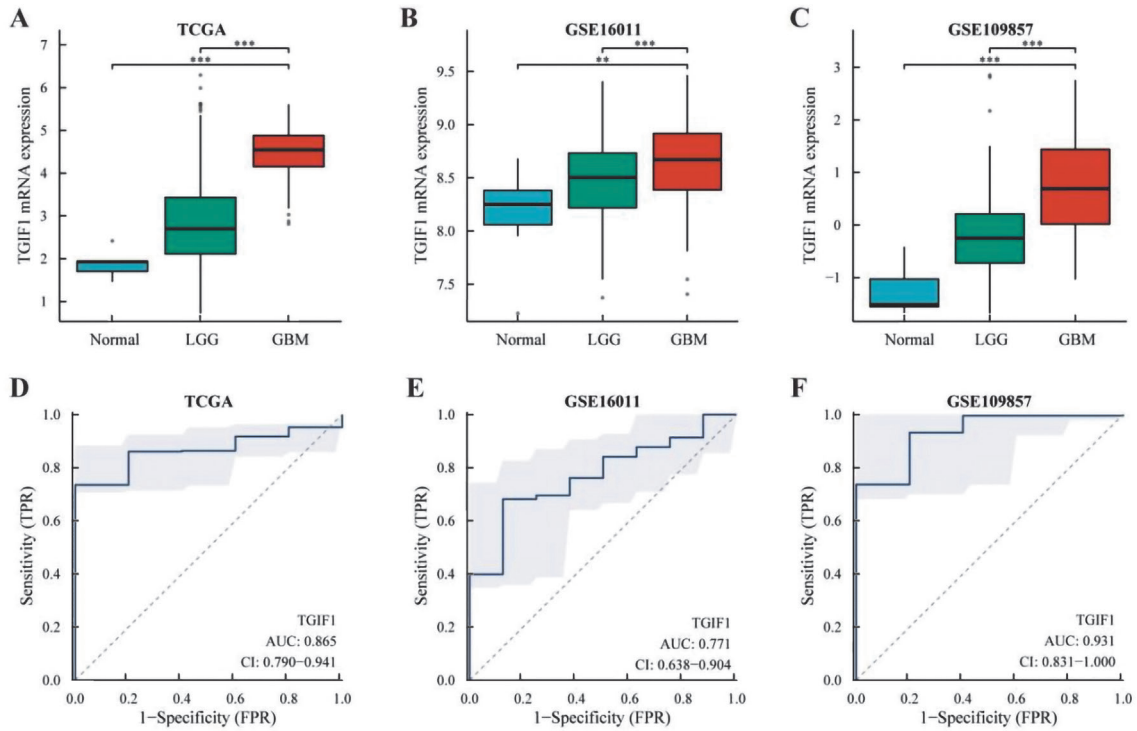 A
TCGA
TGIF1 mRNA expression
7
6
5
4
3
2
1
***
***
Normal LGG GBM
B
GSE16011
TGIF1 mRNA expression
9.5
9.0
8.5
8.0
7.5
***
**
Normal LGG GBM
C
GSE109857
TGIF1 mRNA expression
3
2
1
0
−1
***
***
Normal LGG GBM
D
TCGA
Sensitivity (TPR)
1.0
0.8
0.6
0.4
0.2
0.0
TGIF1
AUC: 0.865
CI: 0.790−0.941
0.0 0.2 0.4 0.6 0.8 1.0
1−Specificity (FPR)
E
GSE16011
Sensitivity (TPR)
1.0
0.8
0.6
0.4
0.2
0.0
TGIF1
AUC: 0.771
CI: 0.638−0.904
0.0 0.2 0.4 0.6 0.8 1.0
1−Specificity (FPR)
F
GSE109857
Sensitivity (TPR)
1.0
0.8
0.6
0.4
0.2
0.0
TGIF1
AUC: 0.931
CI: 0.831−1.000
0.0 0.2 0.4 0.6 0.8 1.0
1−Specificity (FPR)